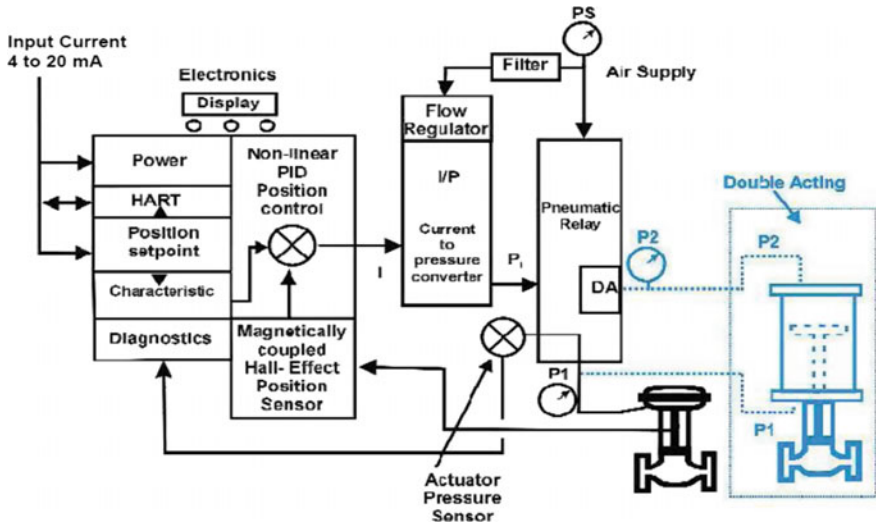 PS
Input Current
4 to 20 mA
Electronics
Display
Filter
Air Supply
Flow
Regulator
Power
HART
Position
setpoint
Characteristic
Diagnostics
Non-linear
PID
Position
control
I/P
Current
to
pressure
converter
I
Pneumatic
Relay
DA
Double Acting
P2
P2
Magnetically
coupled
Hall- Effect
Position
Sensor
P1
P1
Actuator
Pressure
Sensor